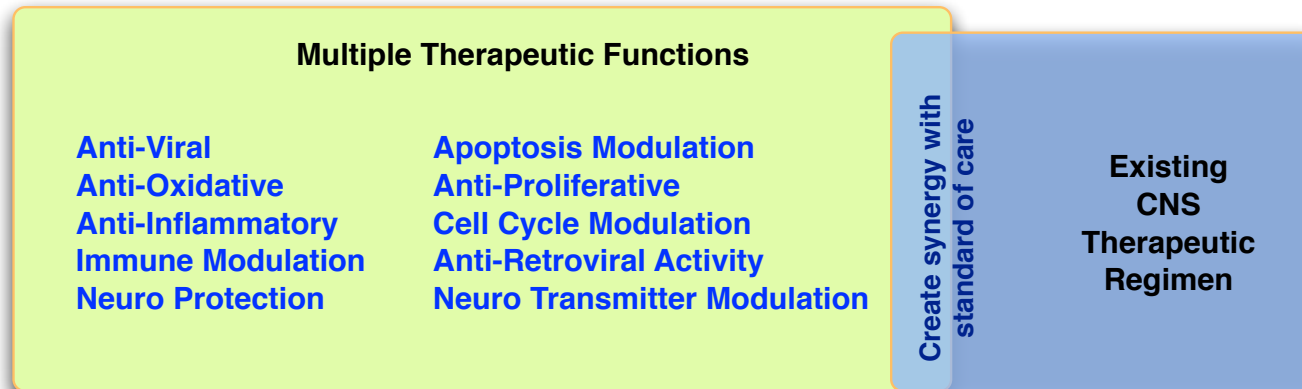 Multiple Therapeutic Functions
Anti-Viral
Anti-Oxidative
Anti-Inflammatory
Immune Modulation
Neuro Protection
Apoptosis Modulation
Anti-Proliferative
Cell Cycle Modulation
Anti-Retroviral Activity
Neuro Transmitter Modulation
Create synergy with
standard of care
Existing
CNS
Therapeutic
Regimen